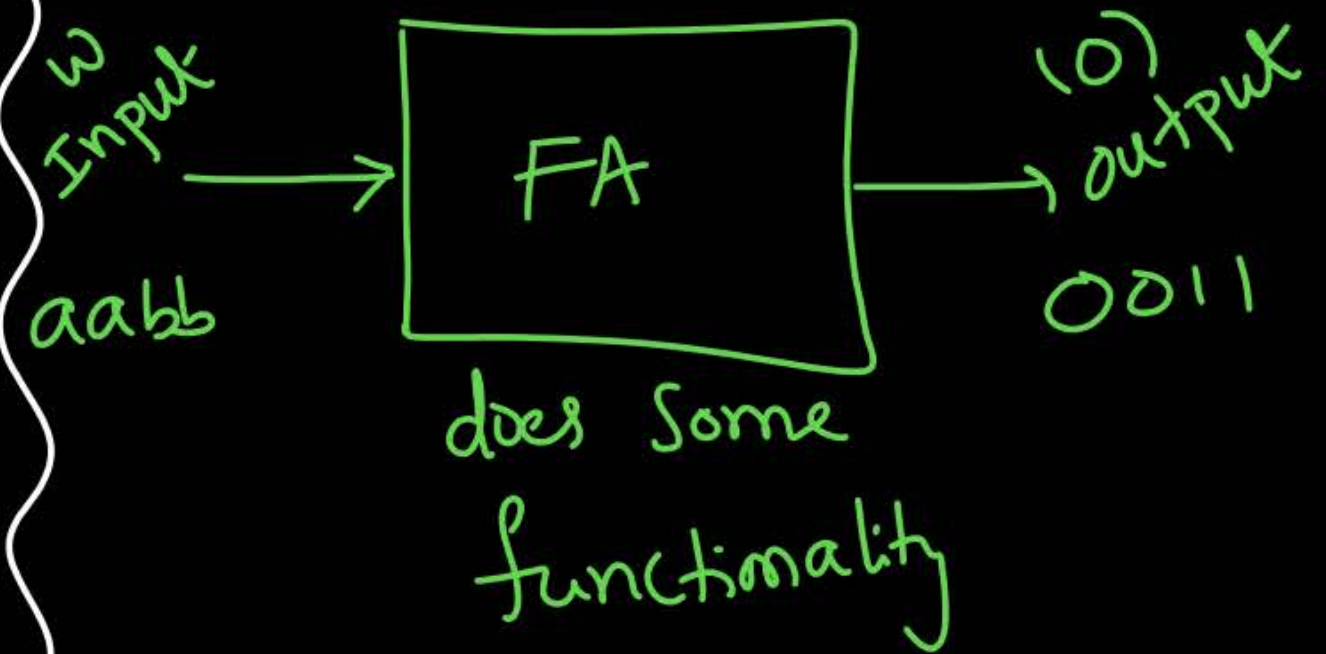 w
Input
FA
(O)
output
aabb
0011
does some
functionality